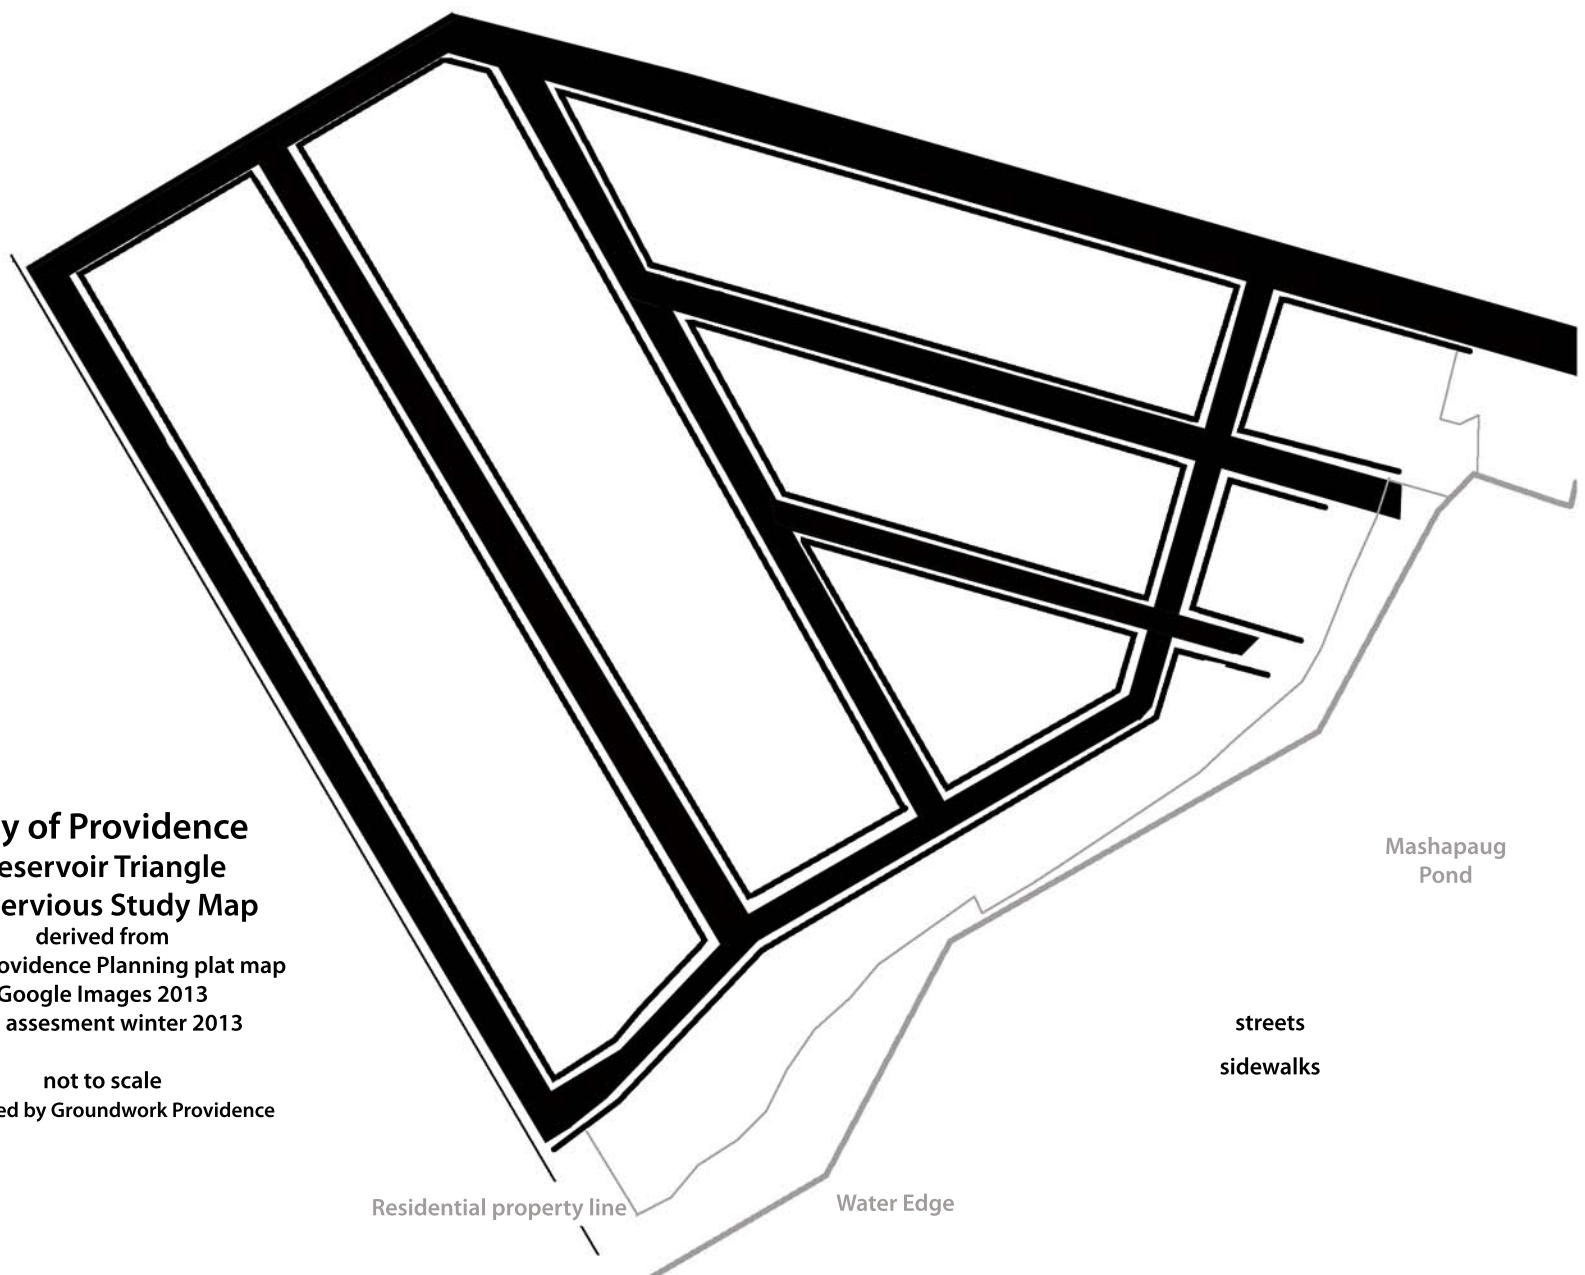 y of Providence
eservoir Triangle
ervious Study Map
derived from
ovidence Planning plat map
Google Images 2013
assesment winter 2013
not to scale
ed by Groundwork Providence
Residential property line
Water Edge
Mashapaug
Pond
streets
sidewalks